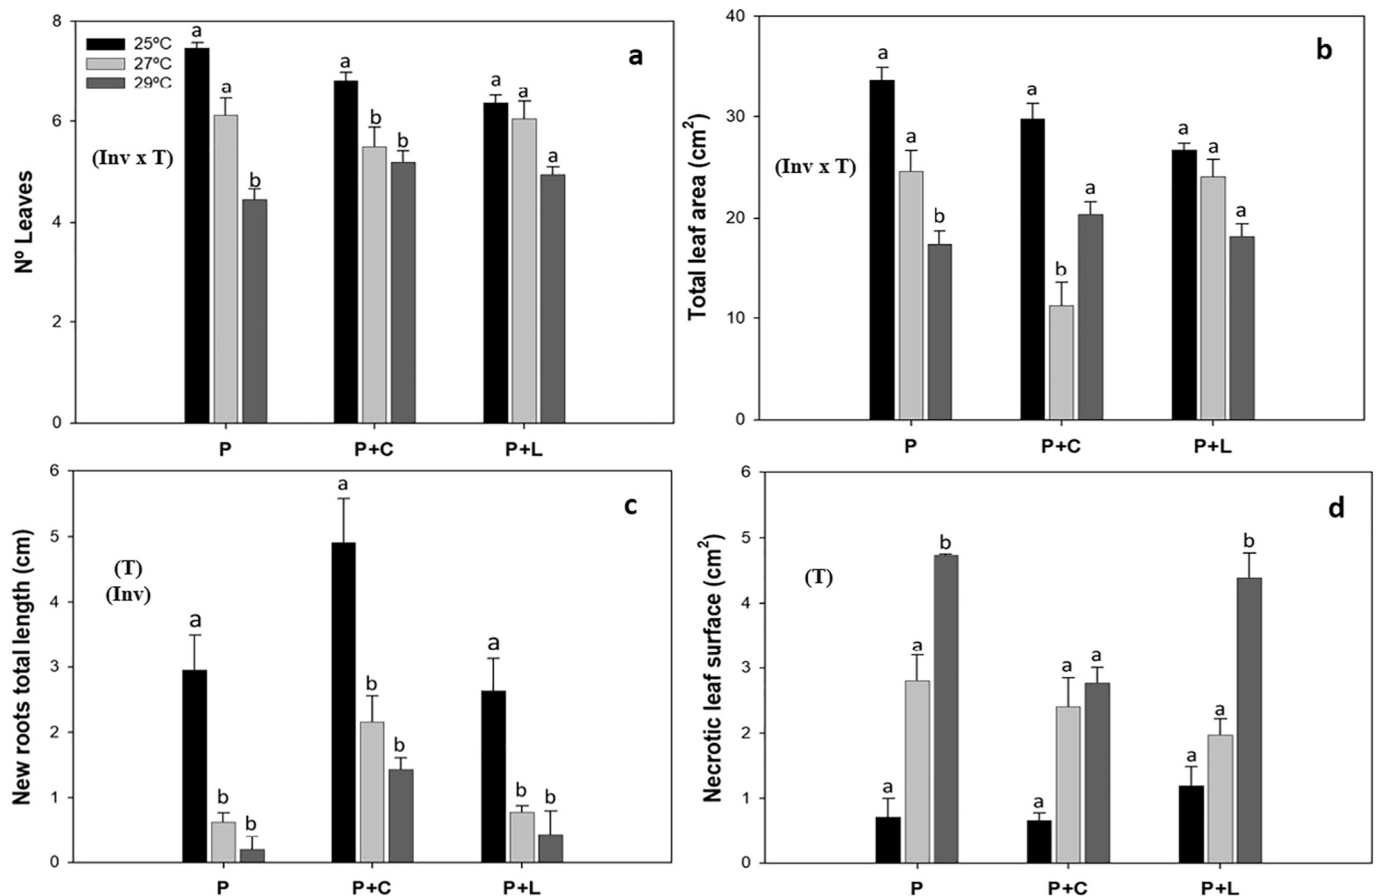 a
Nº Leaves
8
6
4
2
0
25ºC
27ºC
29ºC
(Inv x T)
a
a
b
a
b
b
a
a
a
P
P+C
P+L
b
Total leaf area (cm²)
40
30
20
10
0
(Inv x T)
a
a
b
a
b
a
a
a
a
P
P+C
P+L
c
New roots total length (cm)
6
5
4
3
2
1
0
(T)
(Inv)
a
b
b
a
b
b
a
b
b
P
P+C
P+L
d
Necrotic leaf surface (cm²)
6
5
4
3
2
1
0
(T)
a
a
b
a
a
a
a
a
b
P
P+C
P+L